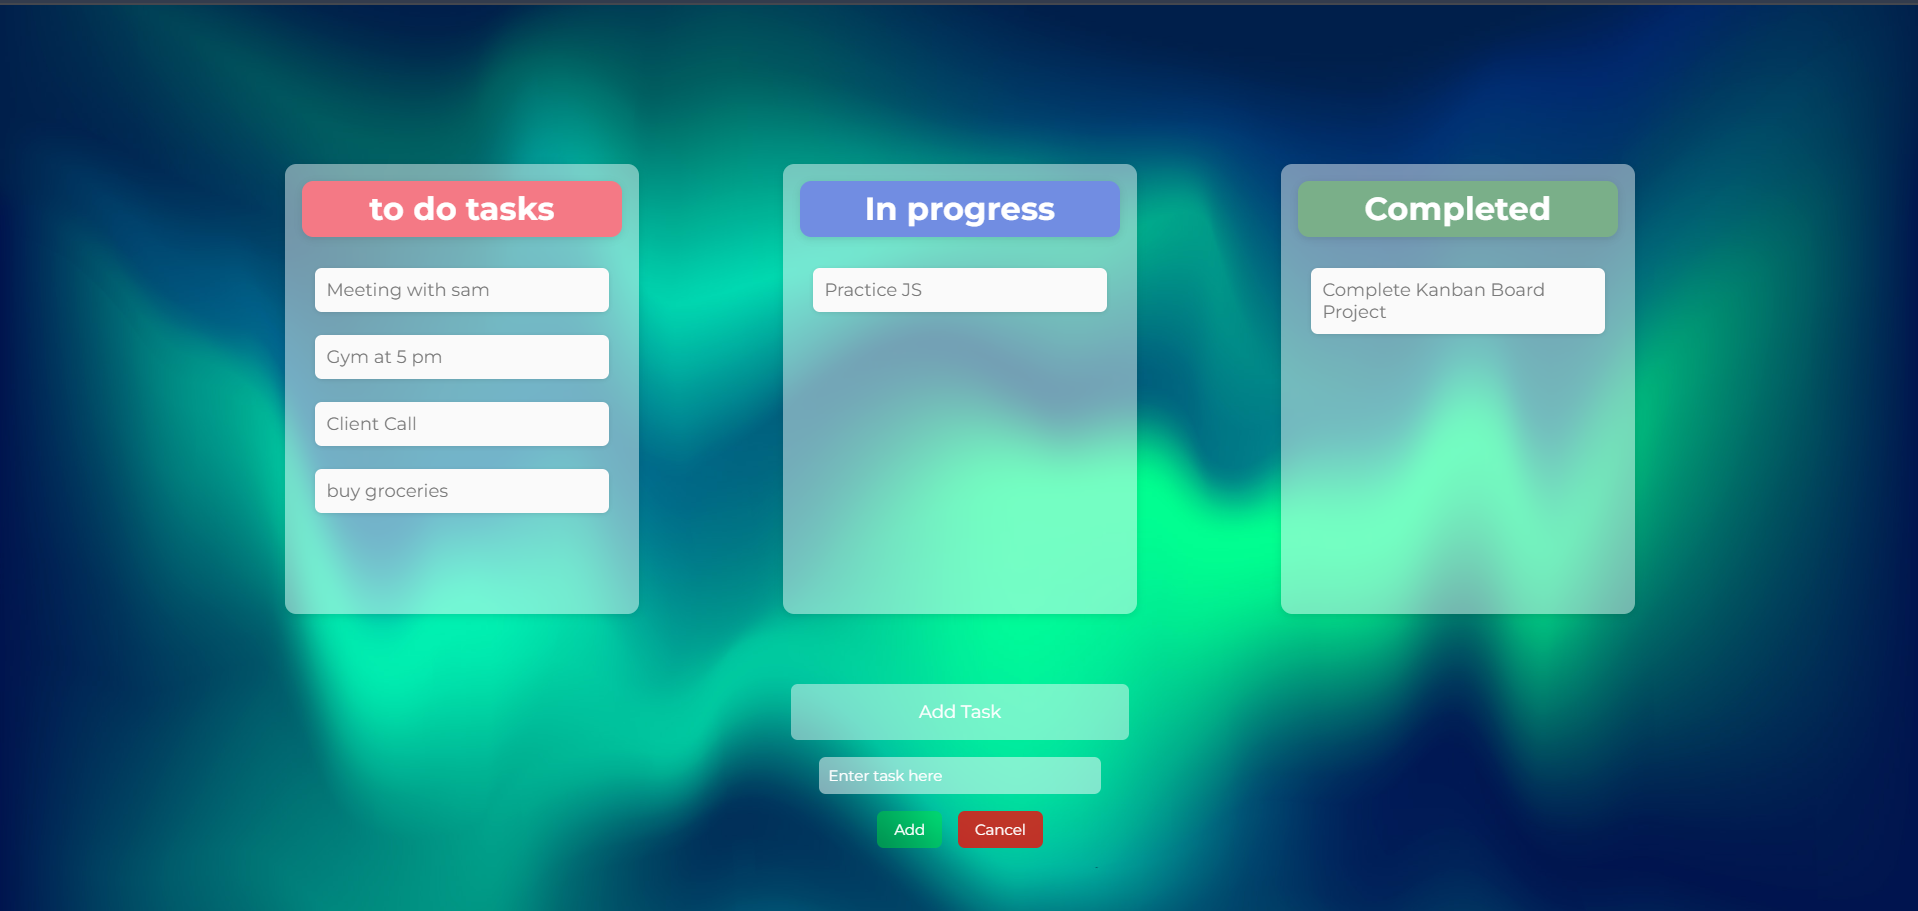 to do tasks
Meeting with sam
Gym at 5 pm
Client Call
buy groceries
In progress
Practice JS
Completed
Complete Kanban Board
Project
Add Task
Enter task here
Add
Cancel